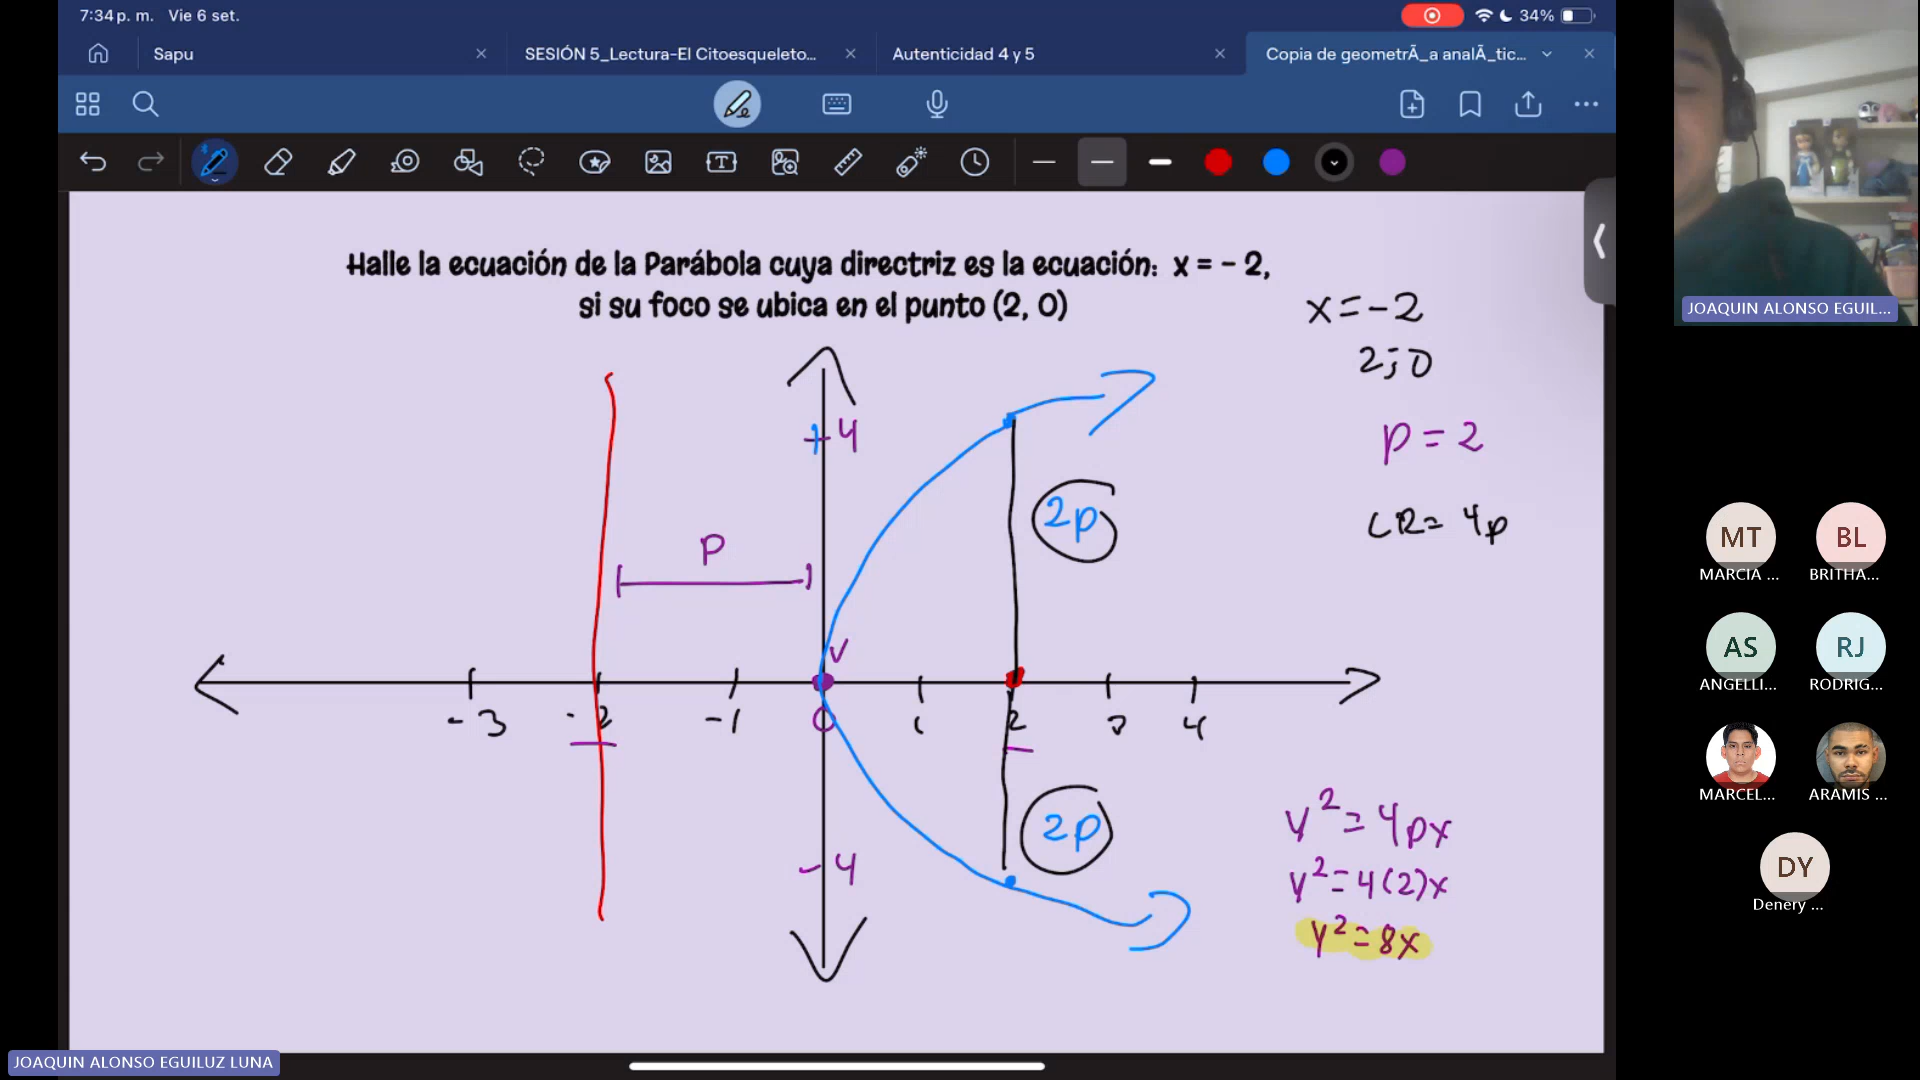 7:34 p. m. Vie 6 set.
34%
Sapu
SESIÓN 5_Lectura-El Citoesqueleto...
Autenticidad 4 y 5
Copia de geometrÃ_a analÃ_tic...
Halle la ecuación de la Parábola cuya directriz es la ecuación: x = - 2,
si su foco se ubica en el punto (2, 0)
x = -2
2; 0
P = 2
LR = 4p
+4
2p
P
V
-3 -2 -1 0 1 2 3 4
2p
-4
y² = 4px
y² = 4(2)x
y² = 8x
JOAQUIN ALONSO EGUIL...
MT
MARCIA ...
BL
BRITHA...
AS
ANGELLI...
RJ
RODRIG...
MARCEL...
ARAMIS ...
DY
Denery ...
JOAQUIN ALONSO EGUILUZ LUNA